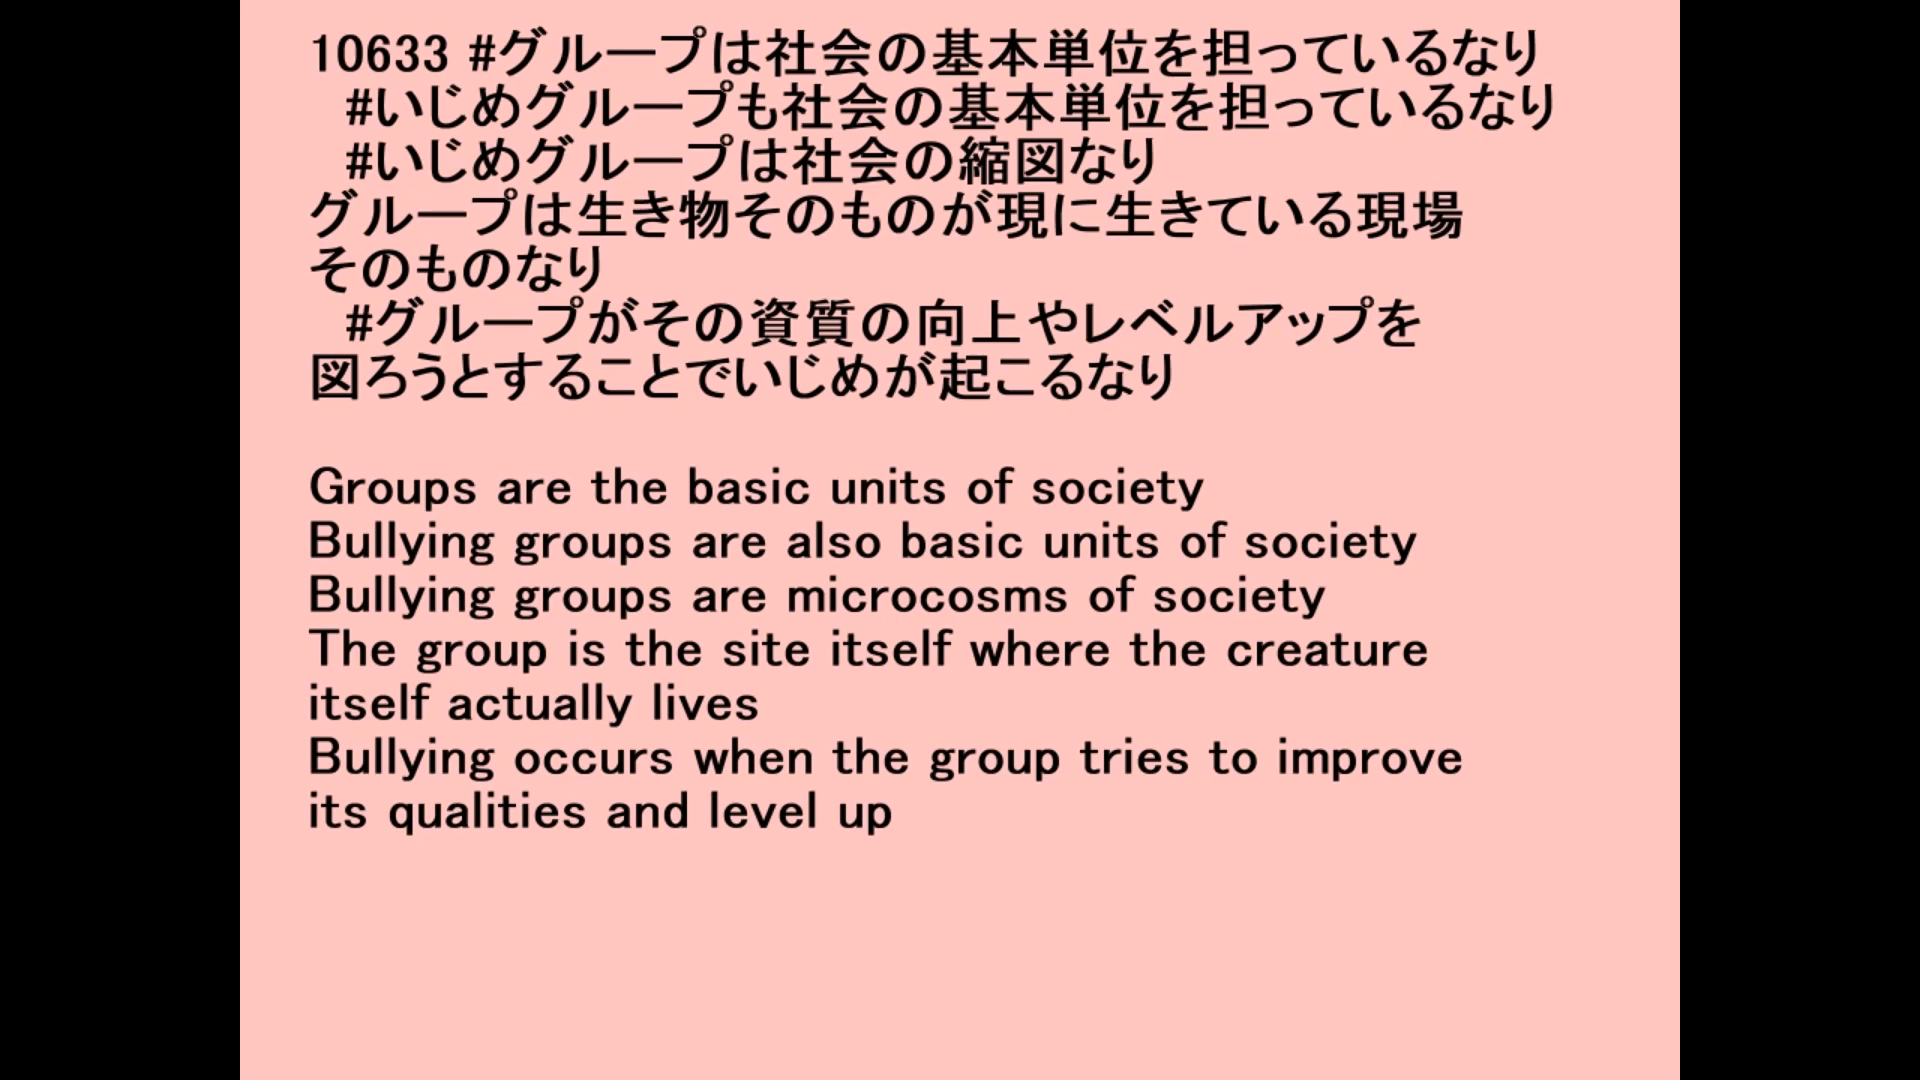 10633 #グループは社会の基本単位を担っているなり
#いじめグループも社会の基本単位を担っているなり
#いじめグループは社会の縮図なり
グループは生き物そのものが現に生きている現場
そのものなり
#グループがその資質の向上やレベルアップを
図ろうとすることでいじめが起こるなり
Groups are the basic units of society
Bullying groups are also basic units of society
Bullying groups are microcosms of society
The group is the site itself where the creature
itself actually lives
Bullying occurs when the group tries to improve
its qualities and level up